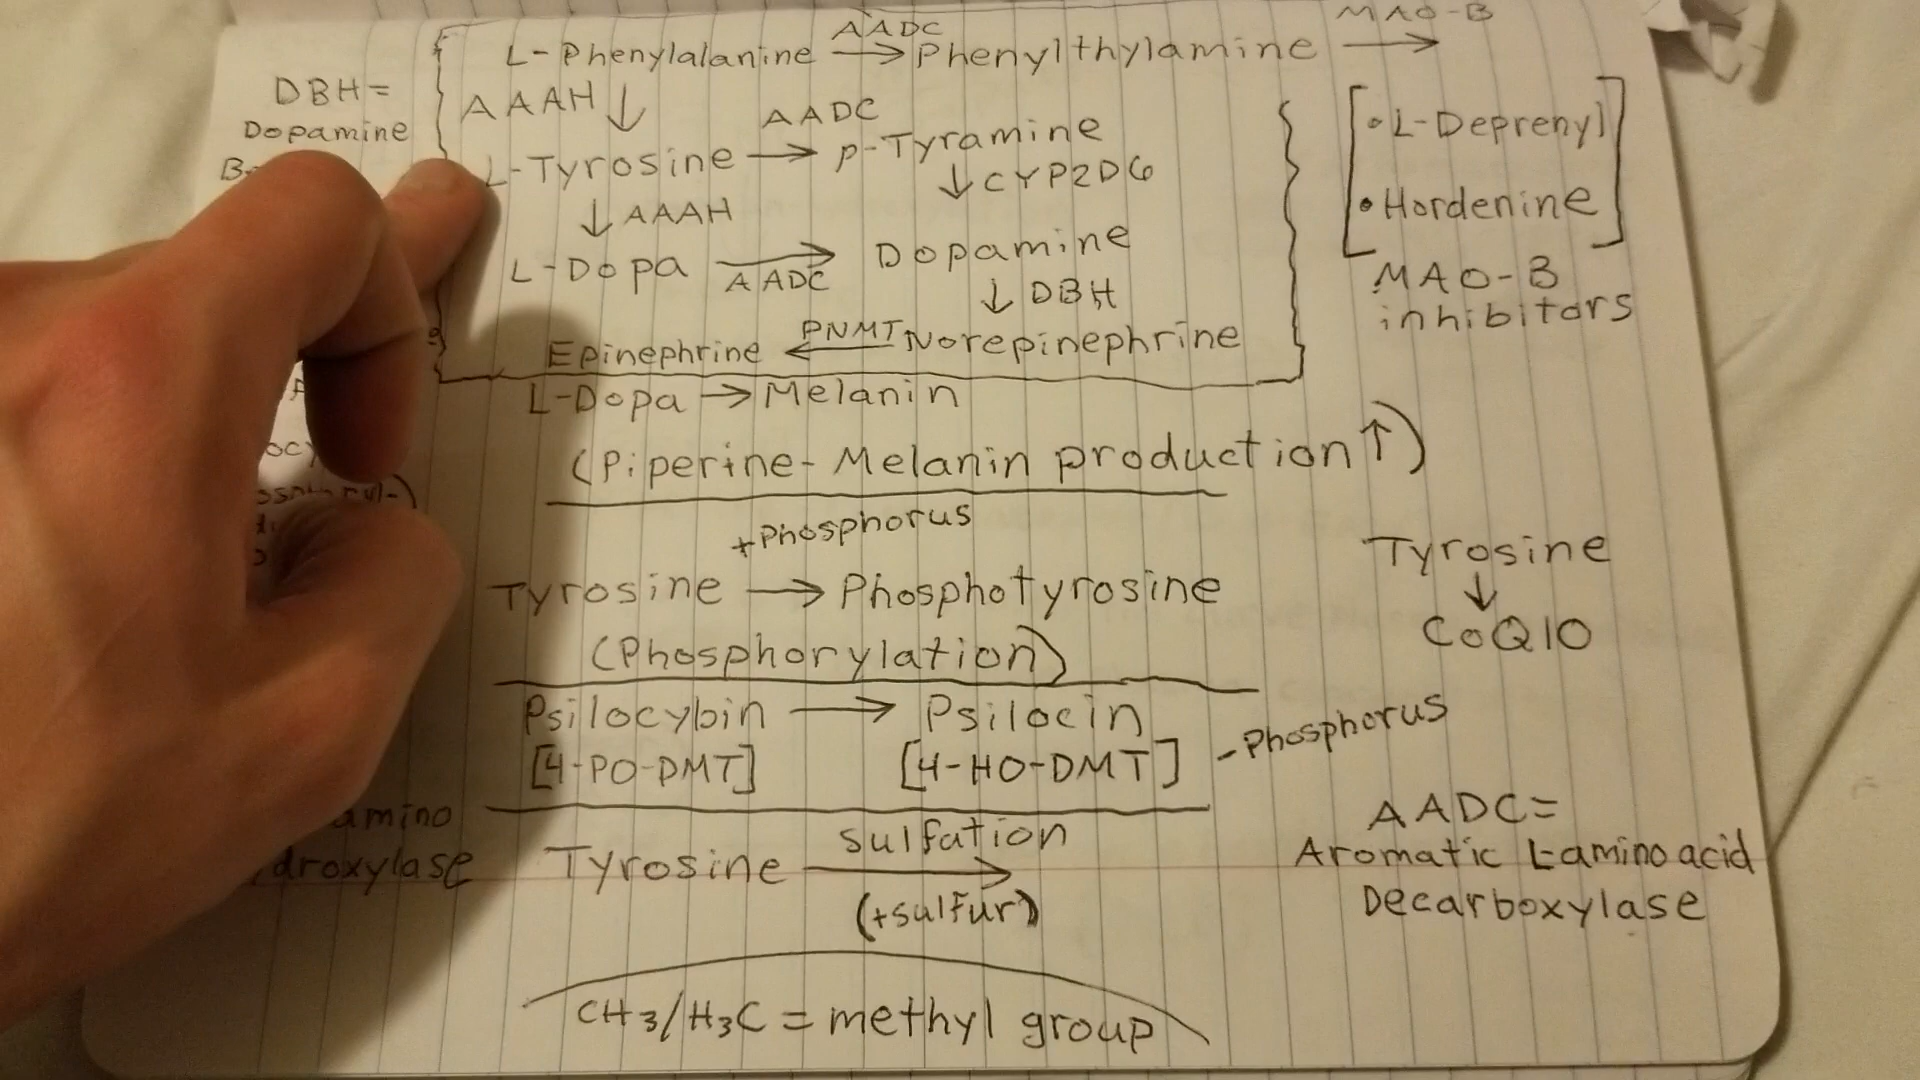 MAO-B
AADC
L-Phenylalanine → Phenylthylamine →
DBH=
Dopamine
AAAH ↓
AADC
L-Tyrosine → p-Tyramine
↓ CYP2D6
↓ AAAH
L-Dopa → Dopamine
AADC
↓ DBH
Epinephrine ← PNMT Norepinephrine
[• L-Deprenyl
• Hordenine]
MAO-B
inhibitors
L-Dopa → Melanin
(Piperine- Melanin production ↑)
+Phosphorus
Tyrosine → Phosphotyrosine
(Phosphorylation)
Tyrosine
↓
CoQ10
Psilocybin → Psilocin
[4-PO-DMT] [4-HO-DMT] -Phosphorus
amino
droxylase
sulfation
Tyrosine →
(+sulfur)
AADC=
Aromatic L-amino acid
Decarboxylase
CH3/H3C = methyl group